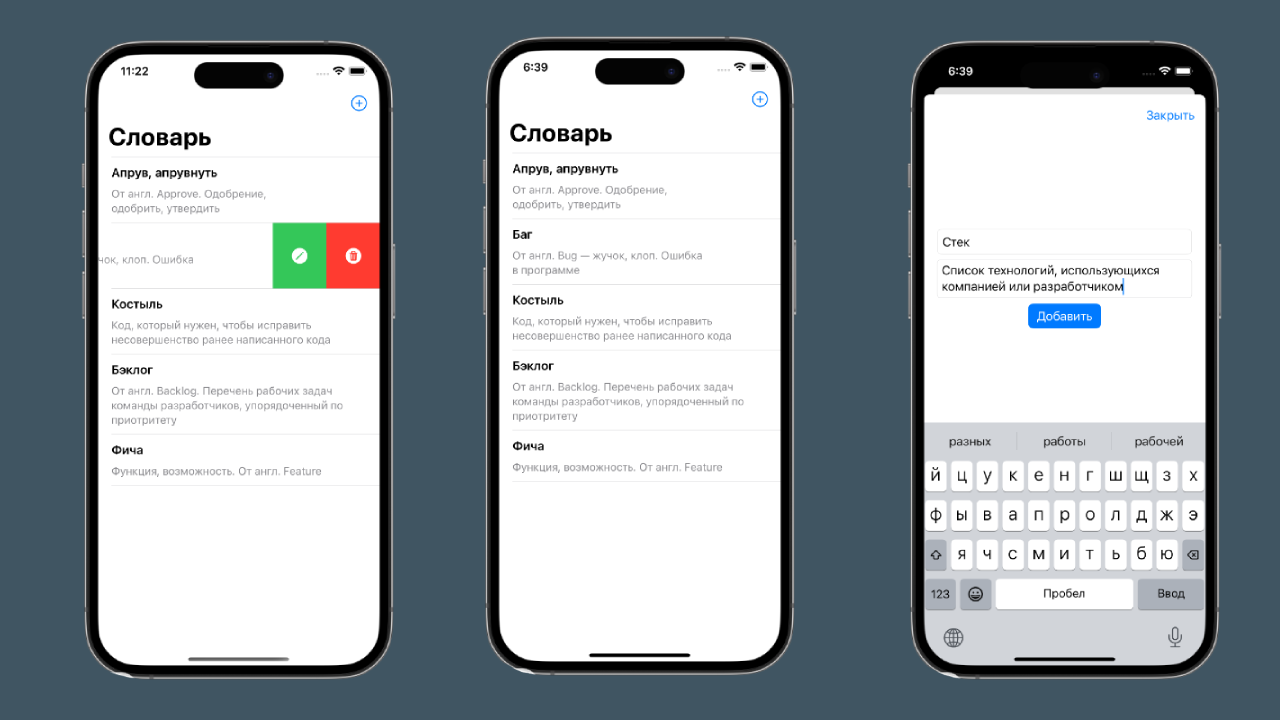 11:22
Словарь
Апрув, апрувнуть
От англ. Approve. Одобрение,
одобрить, утвердить
чок, клоп. Ошибка
Костыль
Код, который нужен, чтобы исправить
несовершенство ранее написанного кода
Бэклог
От англ. Backlog. Перечень рабочих задач
команды разработчиков, упорядоченный по
приотритету
Фича
Функция, возможность. От англ. Feature
6:39
Словарь
Апрув, апрувнуть
От англ. Approve. Одобрение,
одобрить, утвердить
Баг
От англ. Bug — жучок, клоп. Ошибка
в программе
Костыль
Код, который нужен, чтобы исправить
несовершенство ранее написанного кода
Бэклог
От англ. Backlog. Перечень рабочих задач
команды разработчиков, упорядоченный по
приотритету
Фича
Функция, возможность. От англ. Feature
6:39
Закрыть
Стек
Список технологий, использующихся
компанией или разработчиком
Добавить
разных работы рабочей
й ц у к е н г ш щ з х
ф ы в а п р о л д ж э
я ч с м и т ь б ю
123 Пробел Ввод